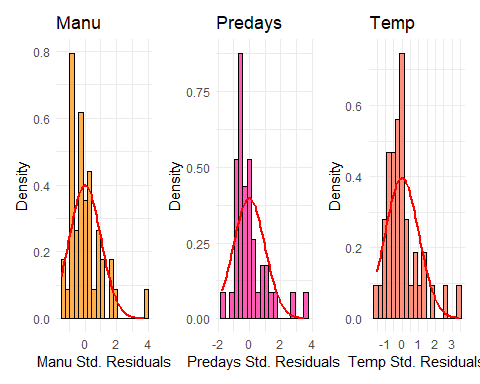 Manu
Predays
Temp
Density
0.0
0.2
0.4
0.6
0.8
0 2 4
Manu Std. Residuals
Density
0.00
0.25
0.50
0.75
-2 0 2 4
Predays Std. Residuals
Density
0.0
0.2
0.4
0.6
-1 0 1 2 3
Temp Std. Residuals